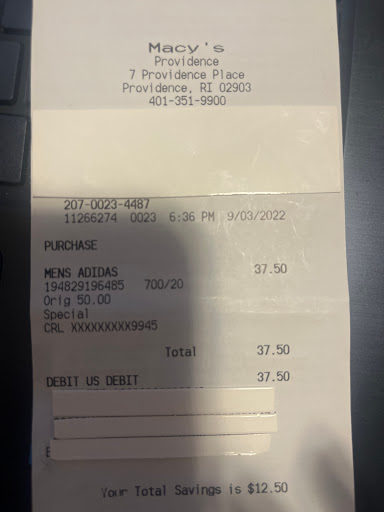 Macy's
Providence
7 Providence Place
Providence, RI 02903
401-351-9900
207-0023-4487
11266274 0023 6:36 PM 9/03/2022
PURCHASE
MENS ADIDAS 37.50
194829196485 700/20
Orig 50.00
Special
CRL XXXXXXXXX9945
Total 37.50
DEBIT US DEBIT 37.50
Your Total Savings is $12.50